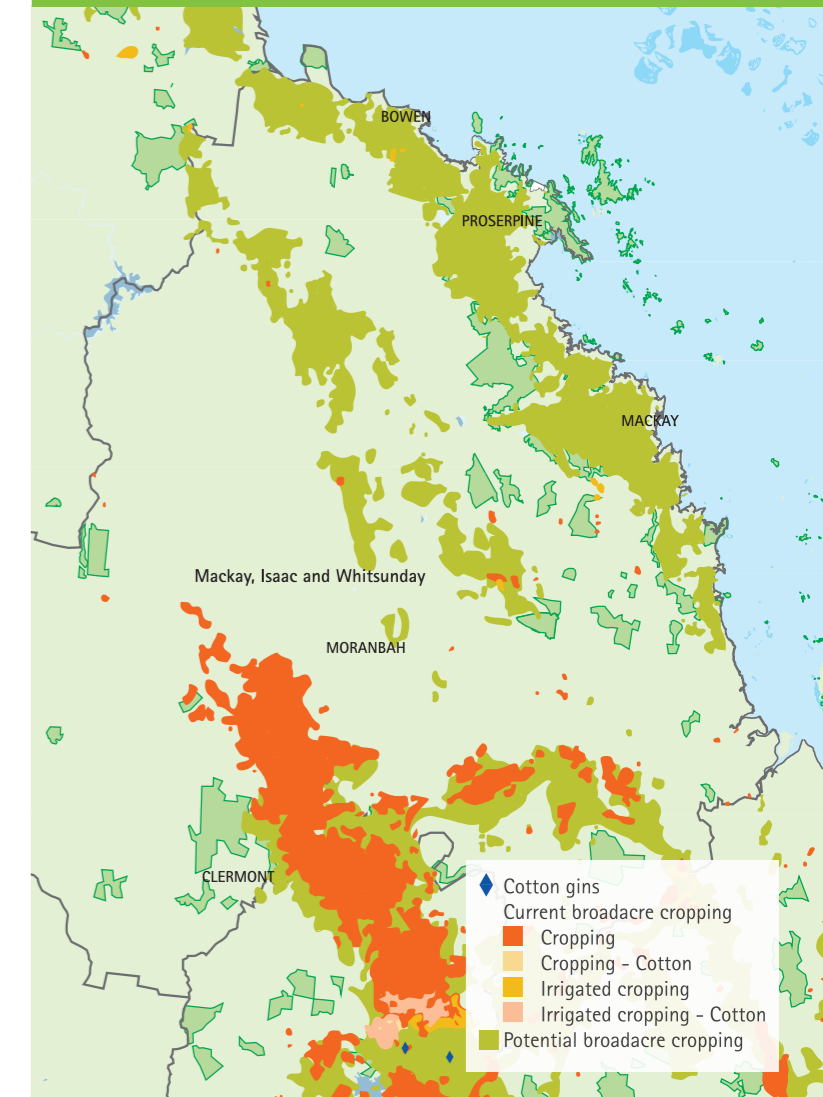 BOWEN
PROSERPINE
MACKAY
Mackay, Isaac and Whitsunday
MORANBAH
CLERMONT
Cotton gins
Current broadacre cropping
Cropping
Cropping - Cotton
Irrigated cropping
Irrigated cropping - Cotton
Potential broadacre cropping